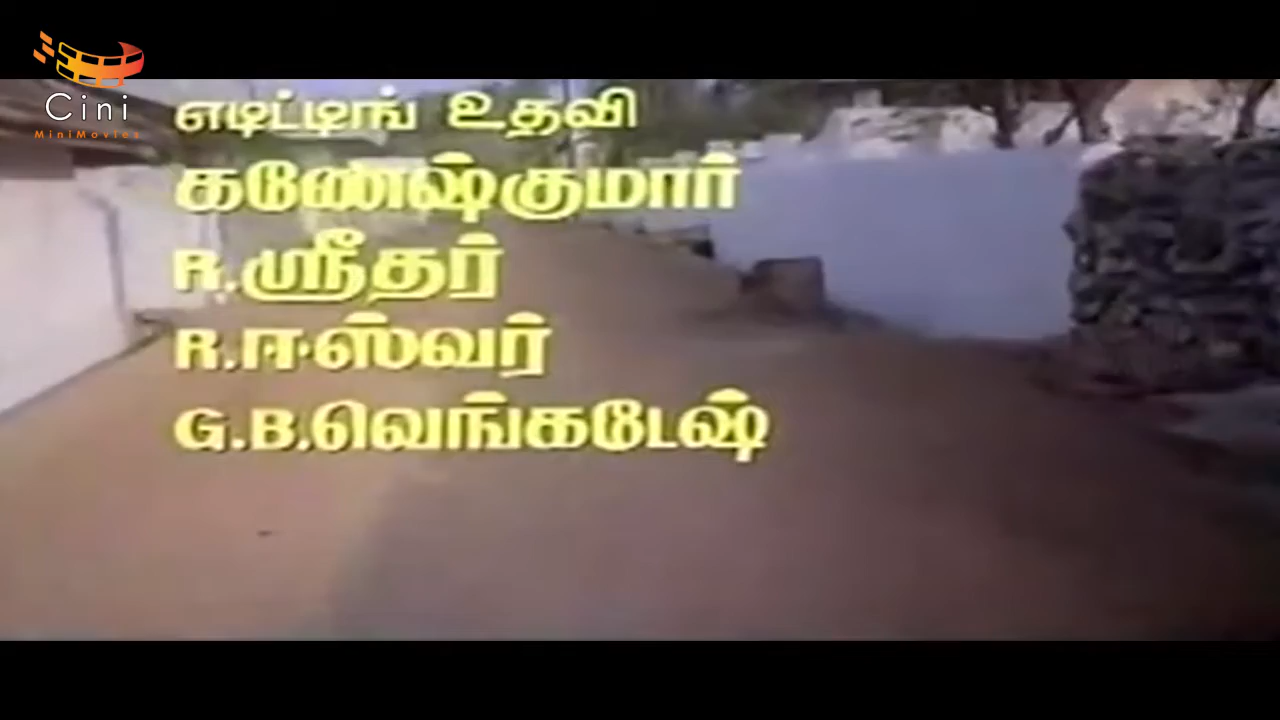 Cini
MiniMovies
எடிட்டிங் உதவி
கணேஷ்குமார்
R.ஸ்ரீதர்
R.ஈஸ்வர்
G.B.வெங்கடேஷ்